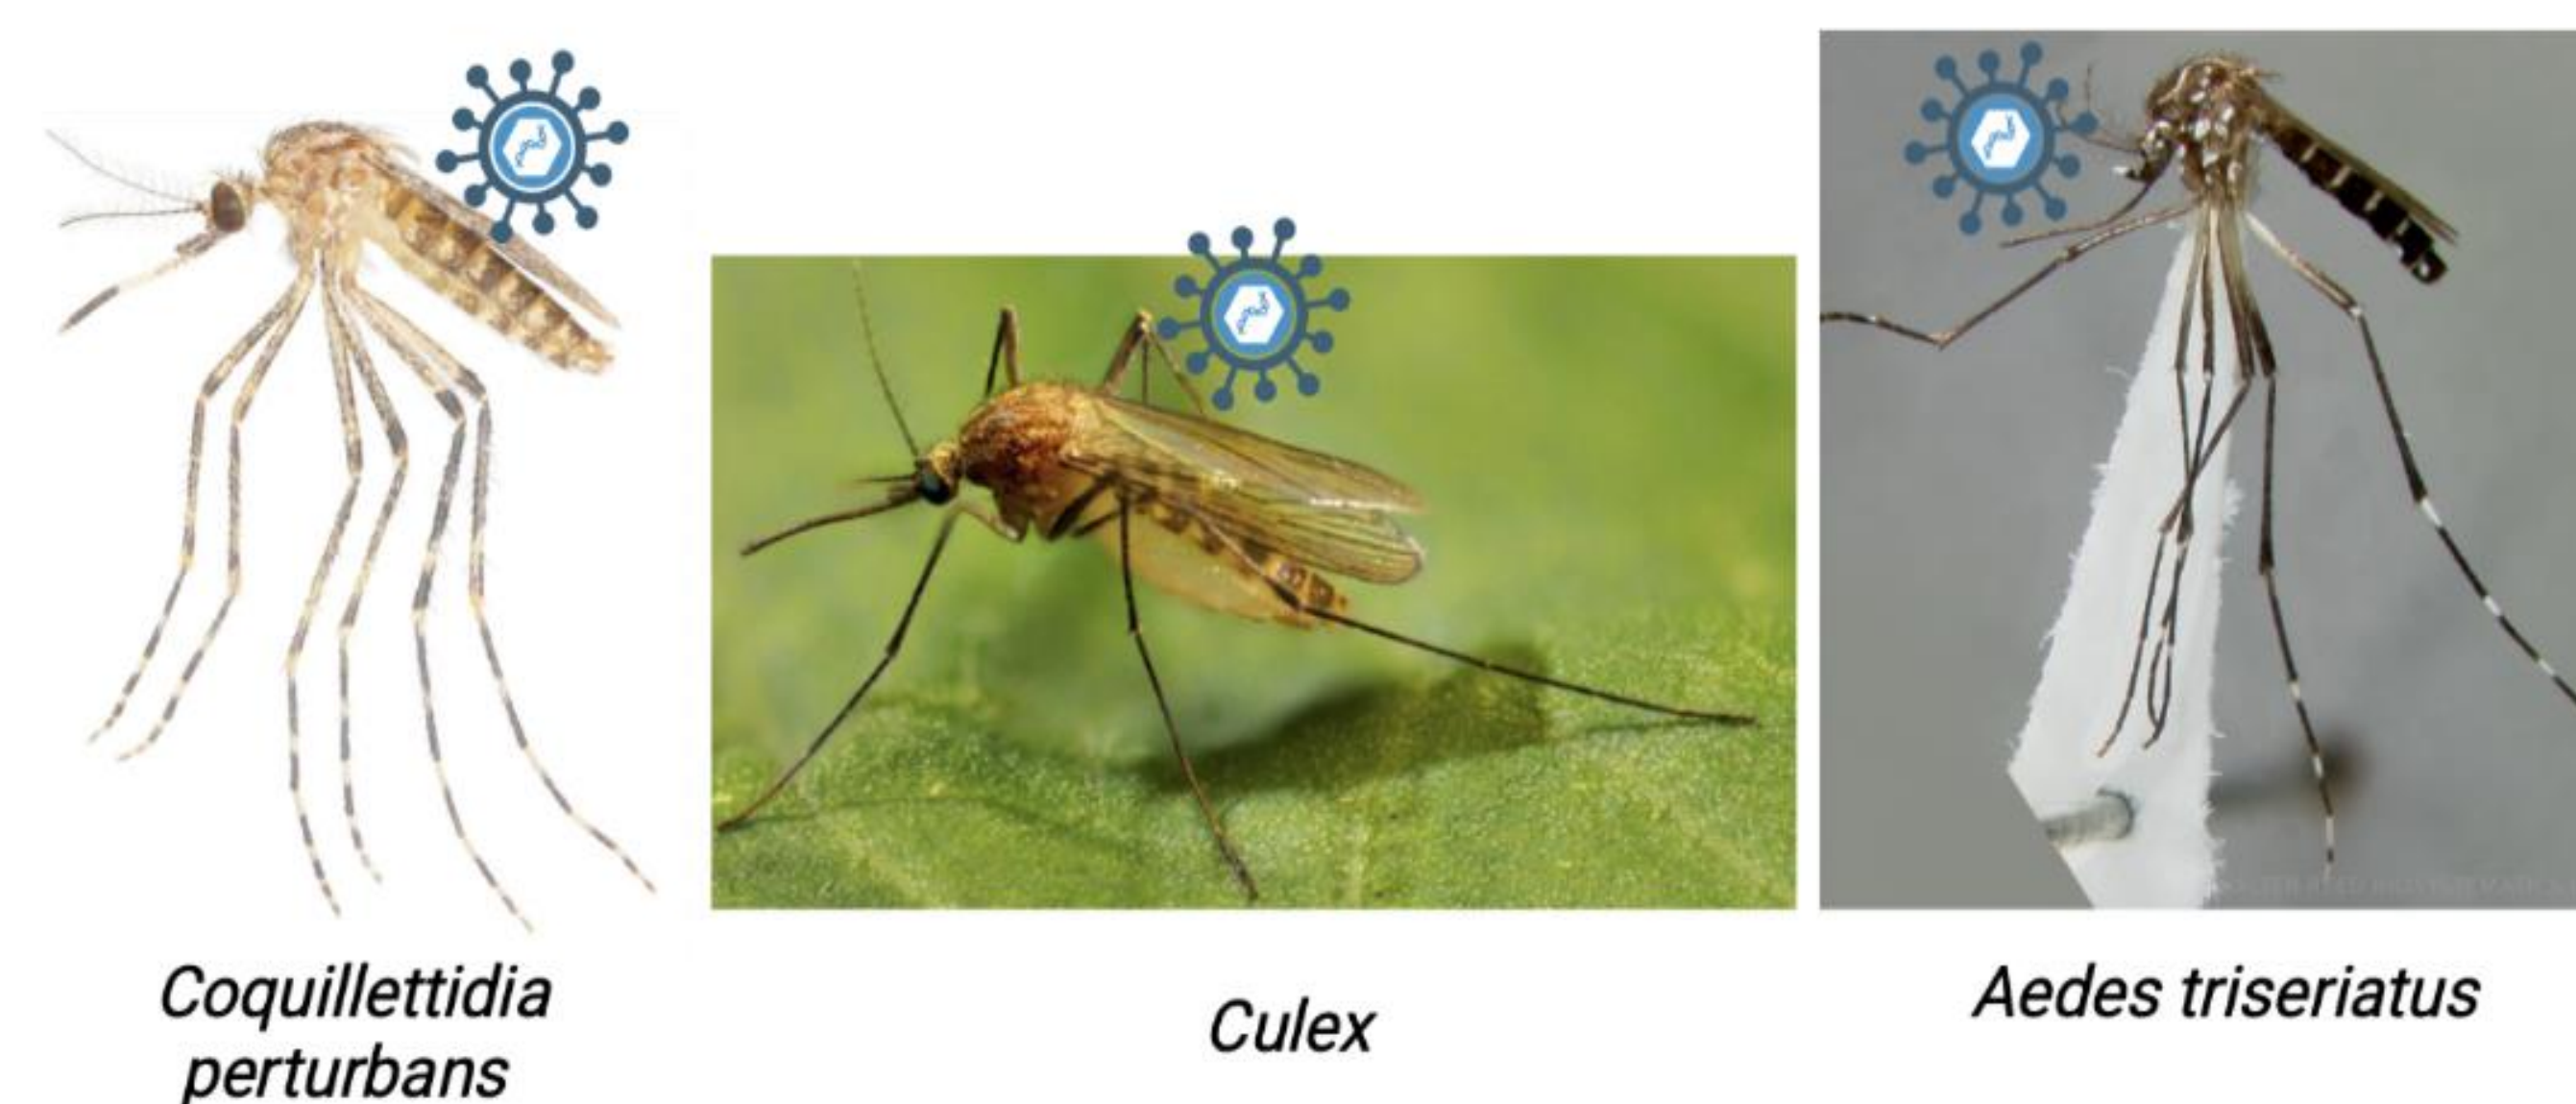 Coquillettidia
perturbans
Culex
Aedes triseriatus